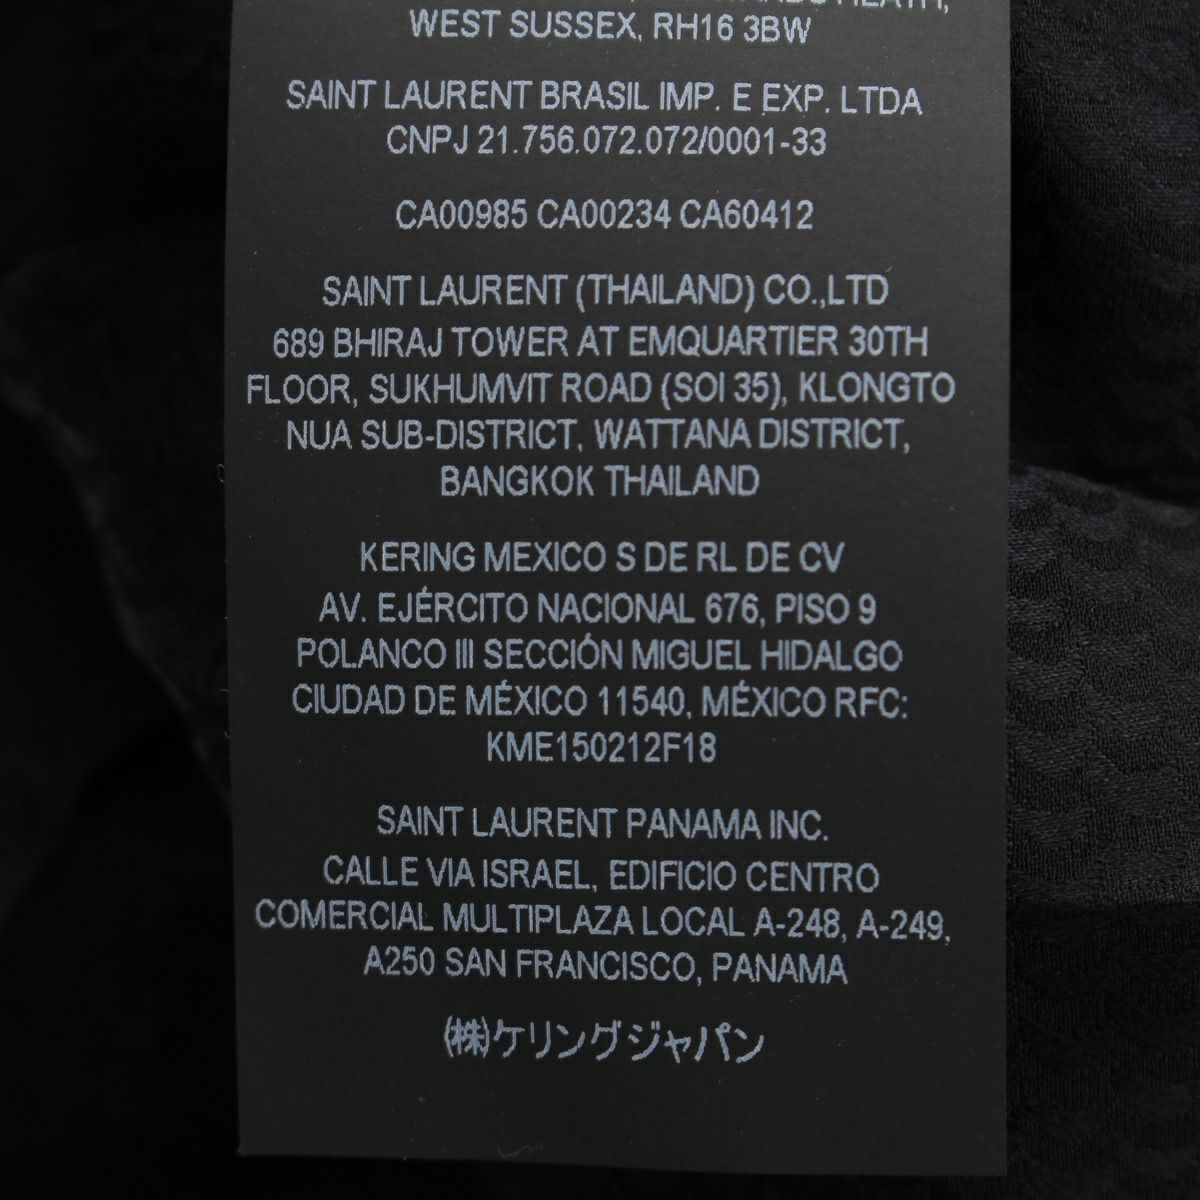 HEATH,
WEST SUSSEX, RH16 3BW
SAINT LAURENT BRASIL IMP. E EXP. LTDA
CNPJ 21.756.072.072/0001-33
CA00985 CA00234 CA60412
SAINT LAURENT (THAILAND) CO.,LTD
689 BHIRAJ TOWER AT EMQUARTIER 30TH
FLOOR, SUKHUMVIT ROAD (SOI 35), KLONGTO
NUA SUB-DISTRICT, WATTANA DISTRICT,
BANGKOK THAILAND
KERING MEXICO S DE RL DE CV
AV. EJÉRCITO NACIONAL 676, PISO 9
POLANCO III SECCIÓN MIGUEL HIDALGO
CIUDAD DE MÉXICO 11540, MÉXICO RFC:
KME150212F18
SAINT LAURENT PANAMA INC.
CALLE VIA ISRAEL, EDIFICIO CENTRO
COMERCIAL MULTIPLAZA LOCAL A-248, A-249,
A250 SAN FRANCISCO, PANAMA
(株)ケリングジャパン